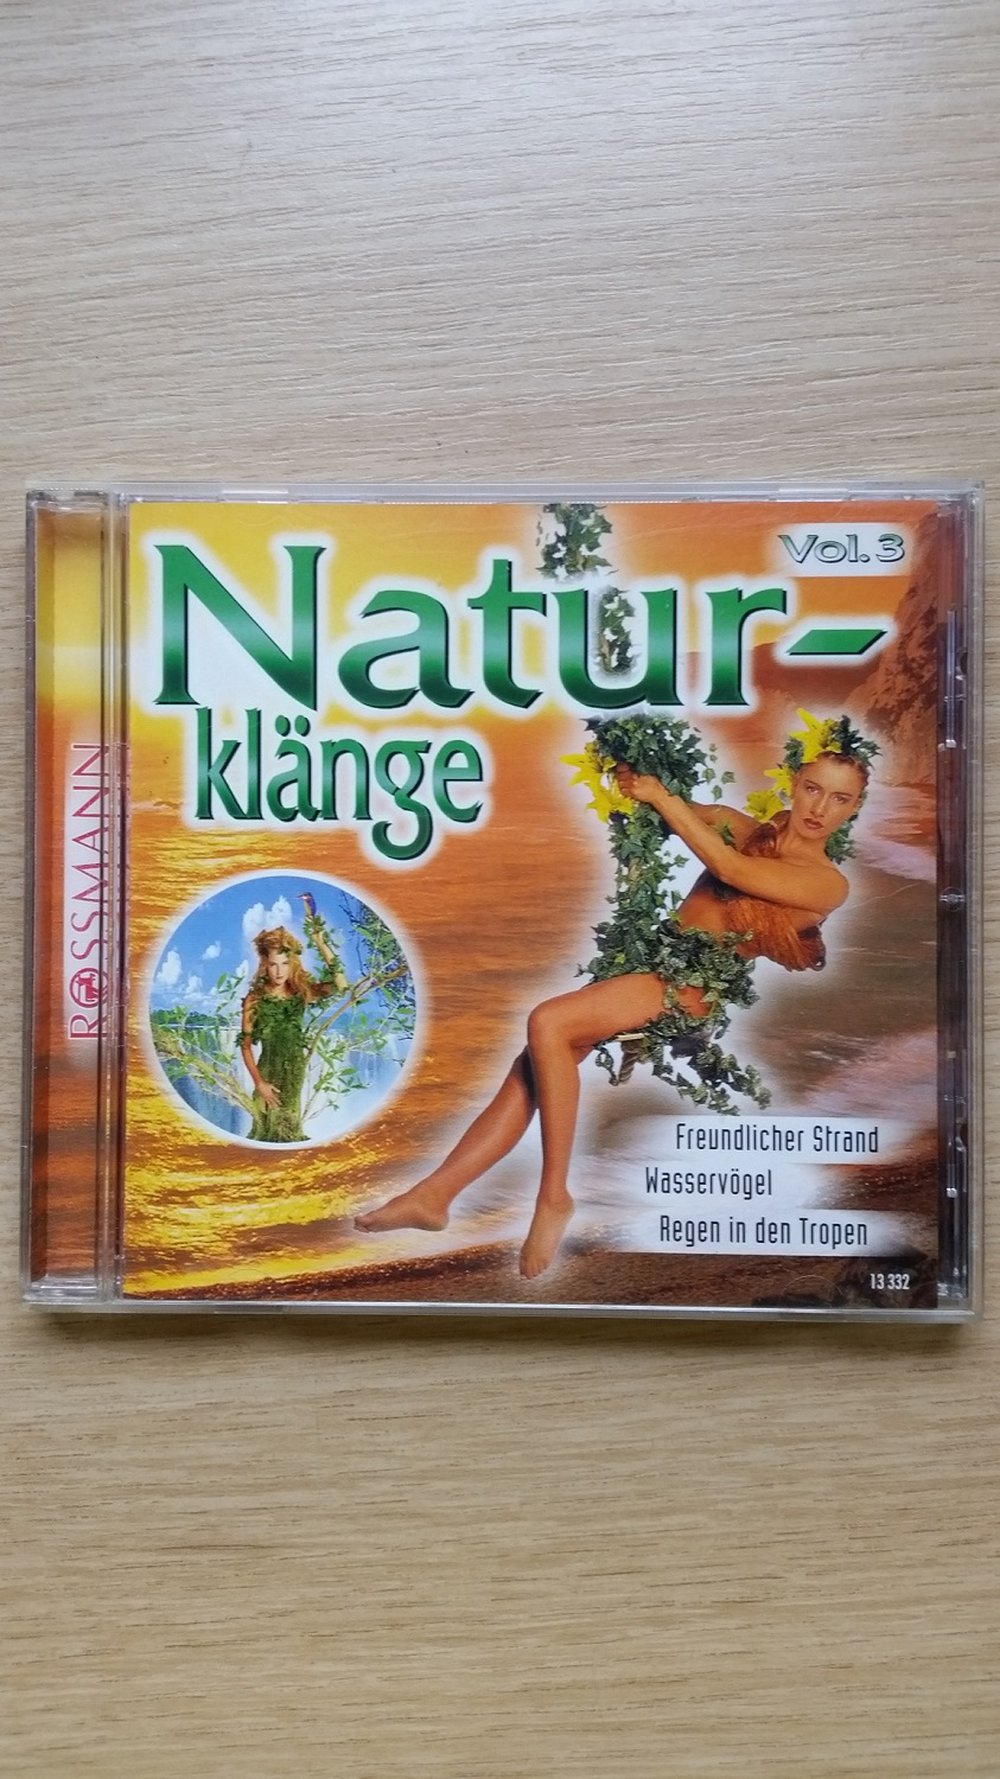 Vol. 3
Natur-
klänge
ROSSMANN
Freundlicher Strand
Wasservögel
Regen in den Tropen
13 332